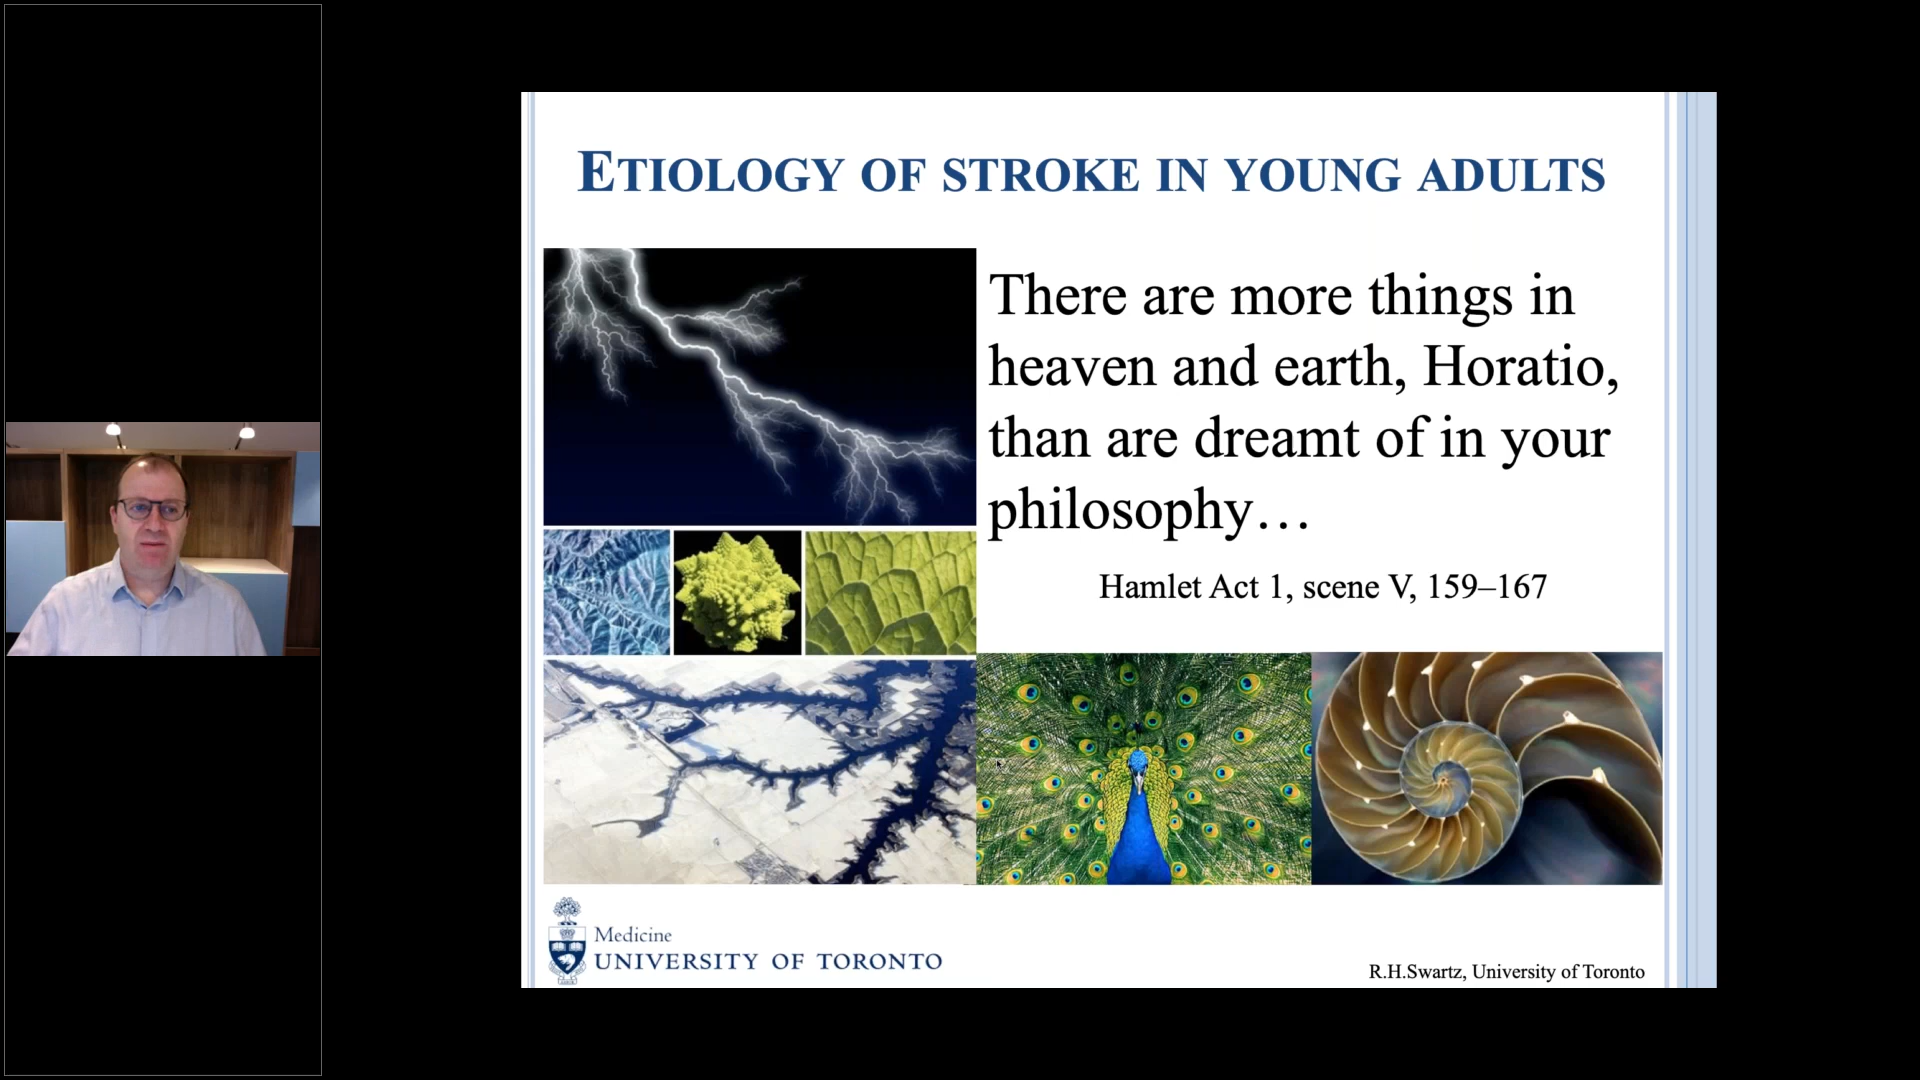 ETIOLOGY OF STROKE IN YOUNG ADULTS
There are more things in
heaven and earth, Horatio,
than are dreamt of in your
philosophy…
Hamlet Act 1, scene V, 159–167
Medicine
UNIVERSITY OF TORONTO
R.H.Swartz, University of Toronto